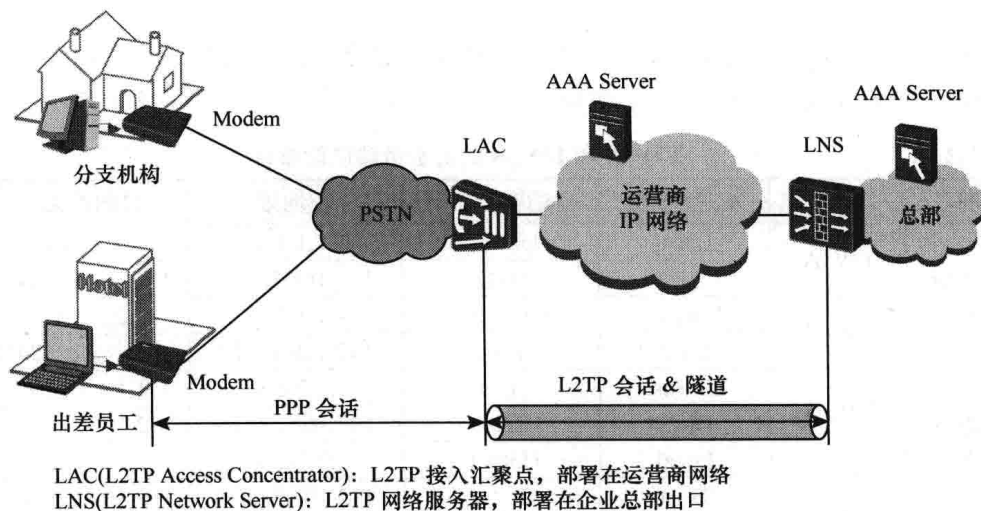 AAA Server
AAA Server
Modem
LAC
LNS
分支机构
PSTN
运营商
IP 网络
总部
Hotel
Modem
L2TP 会话 & 隧道
出差员工
PPP 会话
LAC(L2TP Access Concentrator)：L2TP 接入汇聚点，部署在运营商网络
LNS(L2TP Network Server)：L2TP 网络服务器，部署在企业总部出口